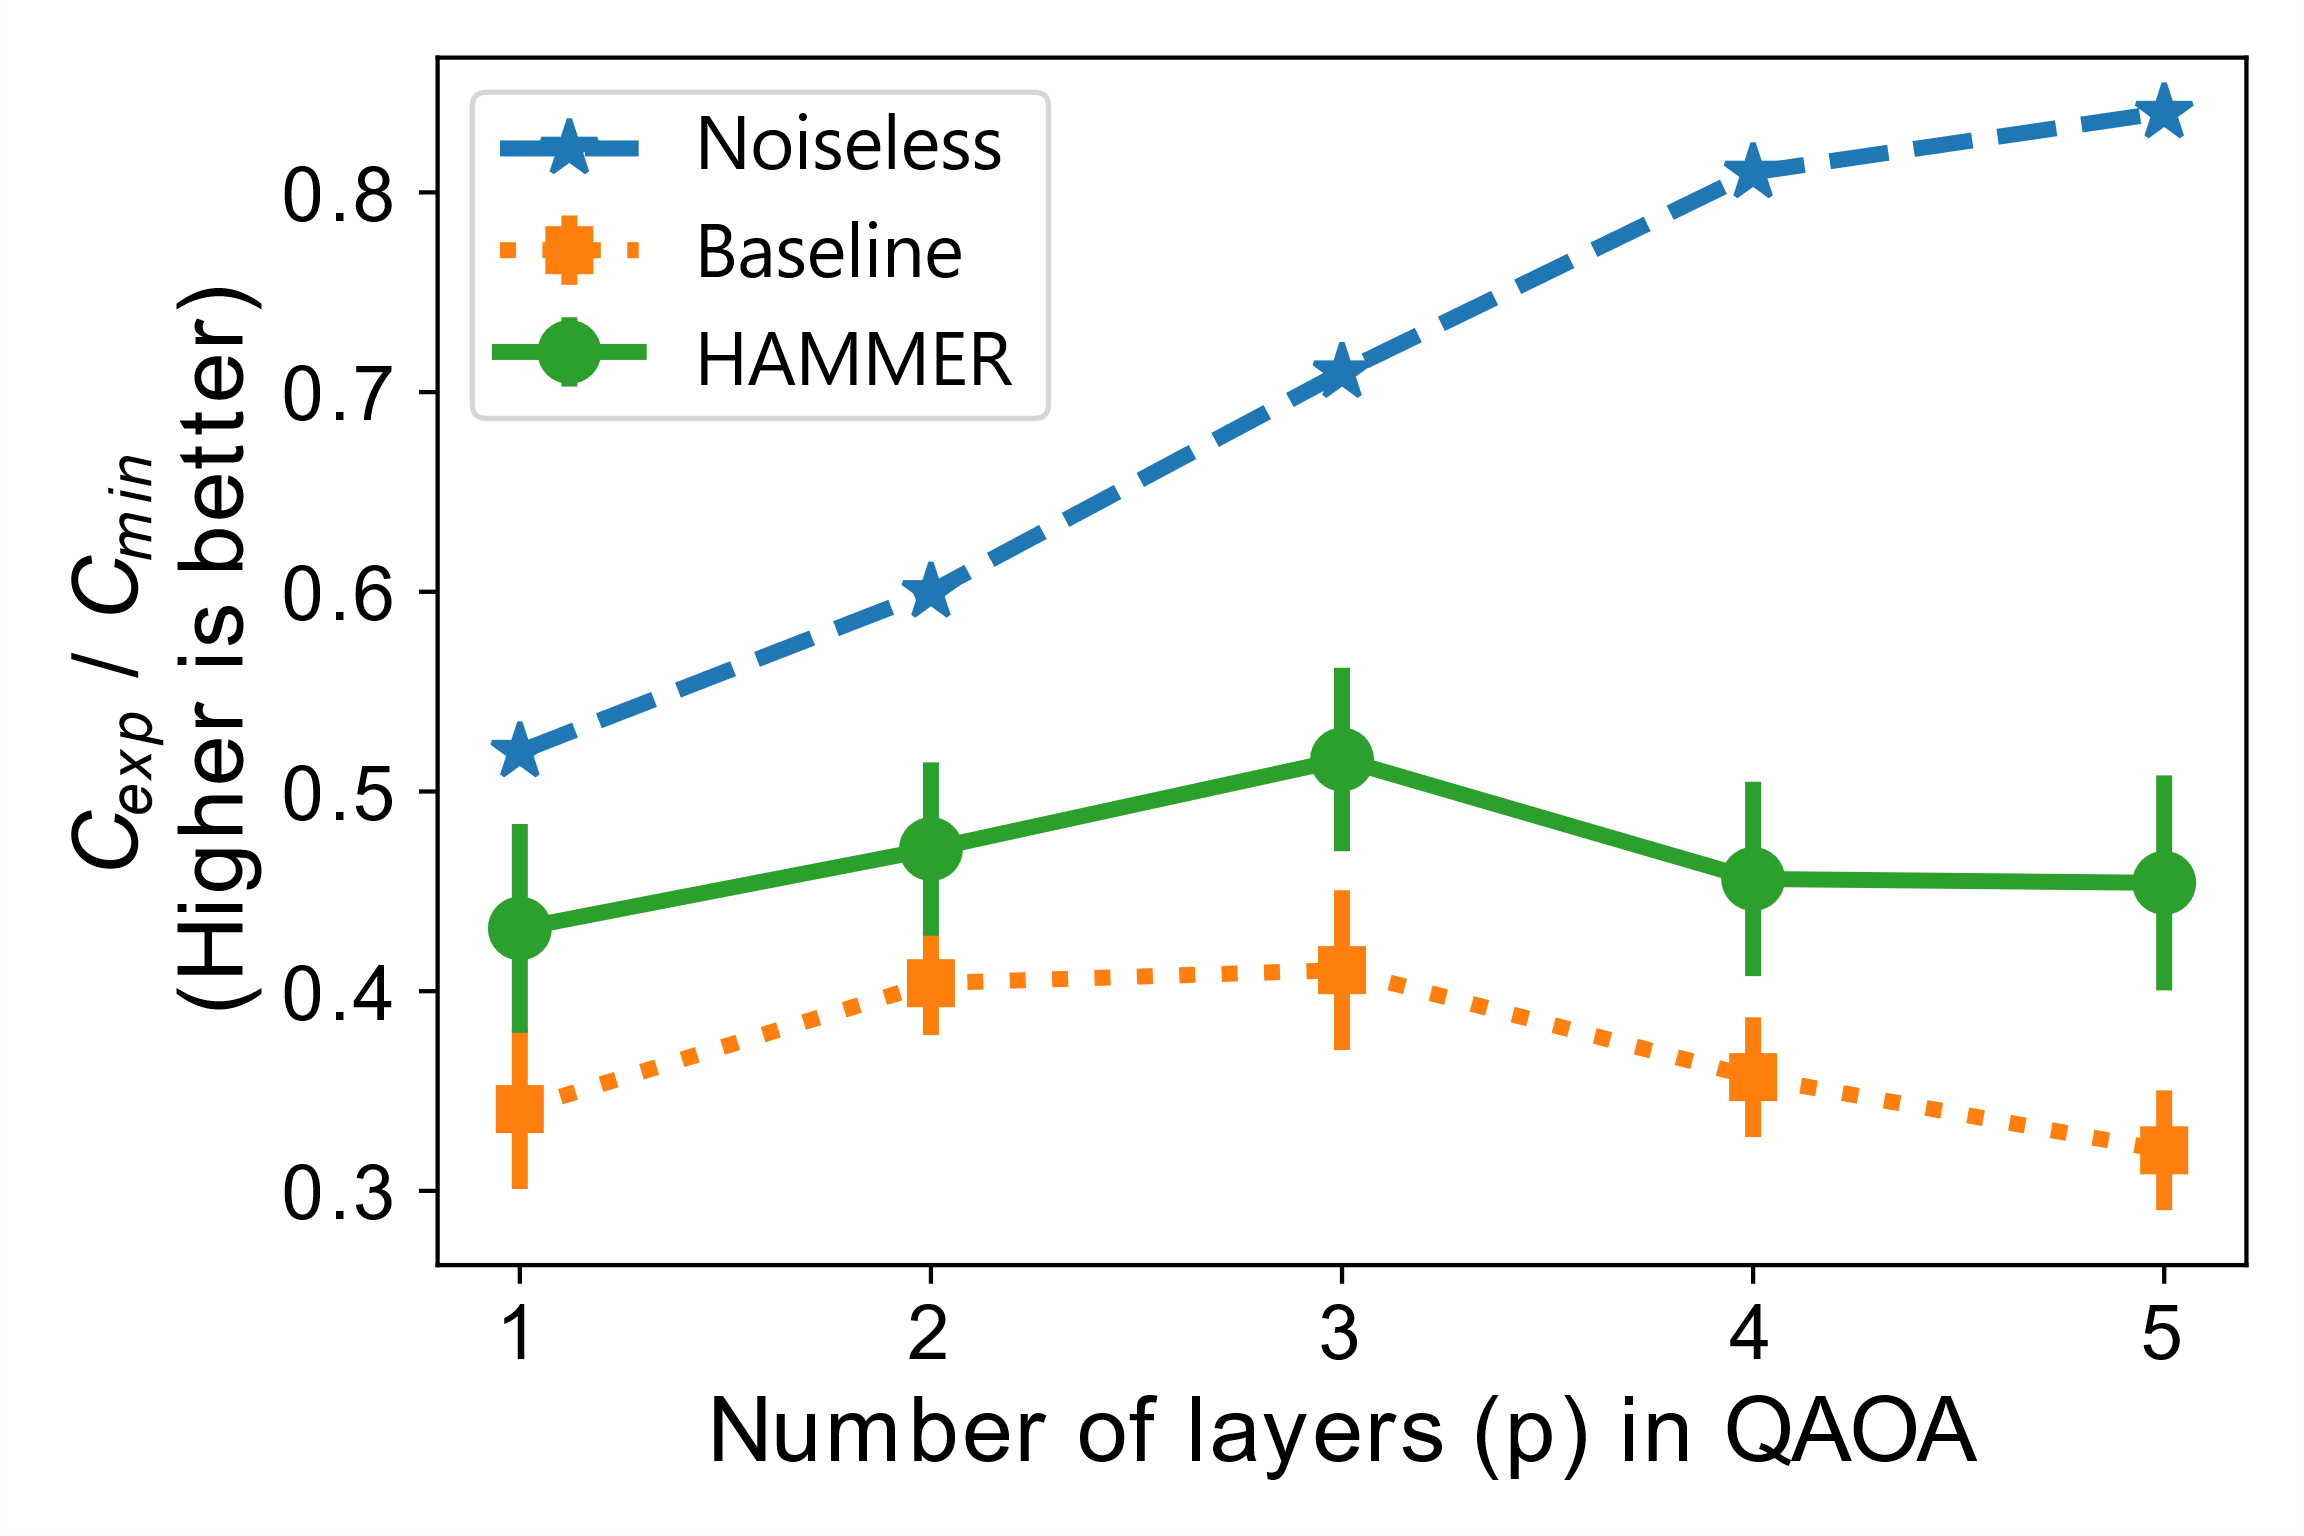 Noiseless
Baseline
HAMMER
0.8
0.7
0.6
0.5
0.4
0.3
C_exp / C_min
(Higher is better)
1 2 3 4 5
Number of layers (p) in QAOA